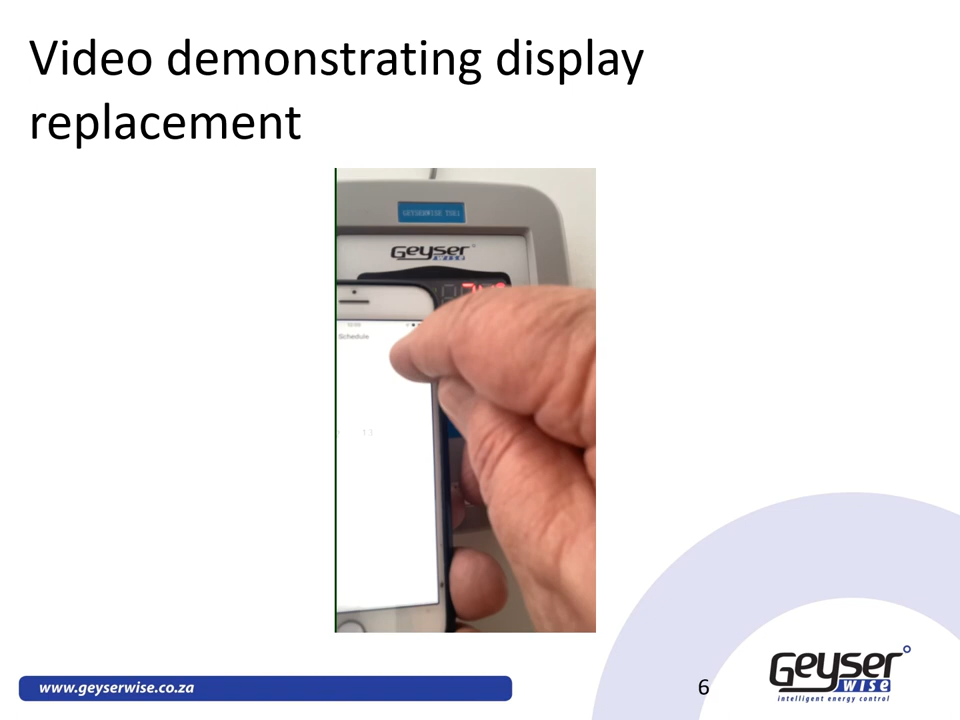 Video demonstrating display
replacement
GEYSERWISE TSE1
Geyser
WISE
Schedule
www.geyserwise.co.za
6
Geyser
WISE
intelligent energy control